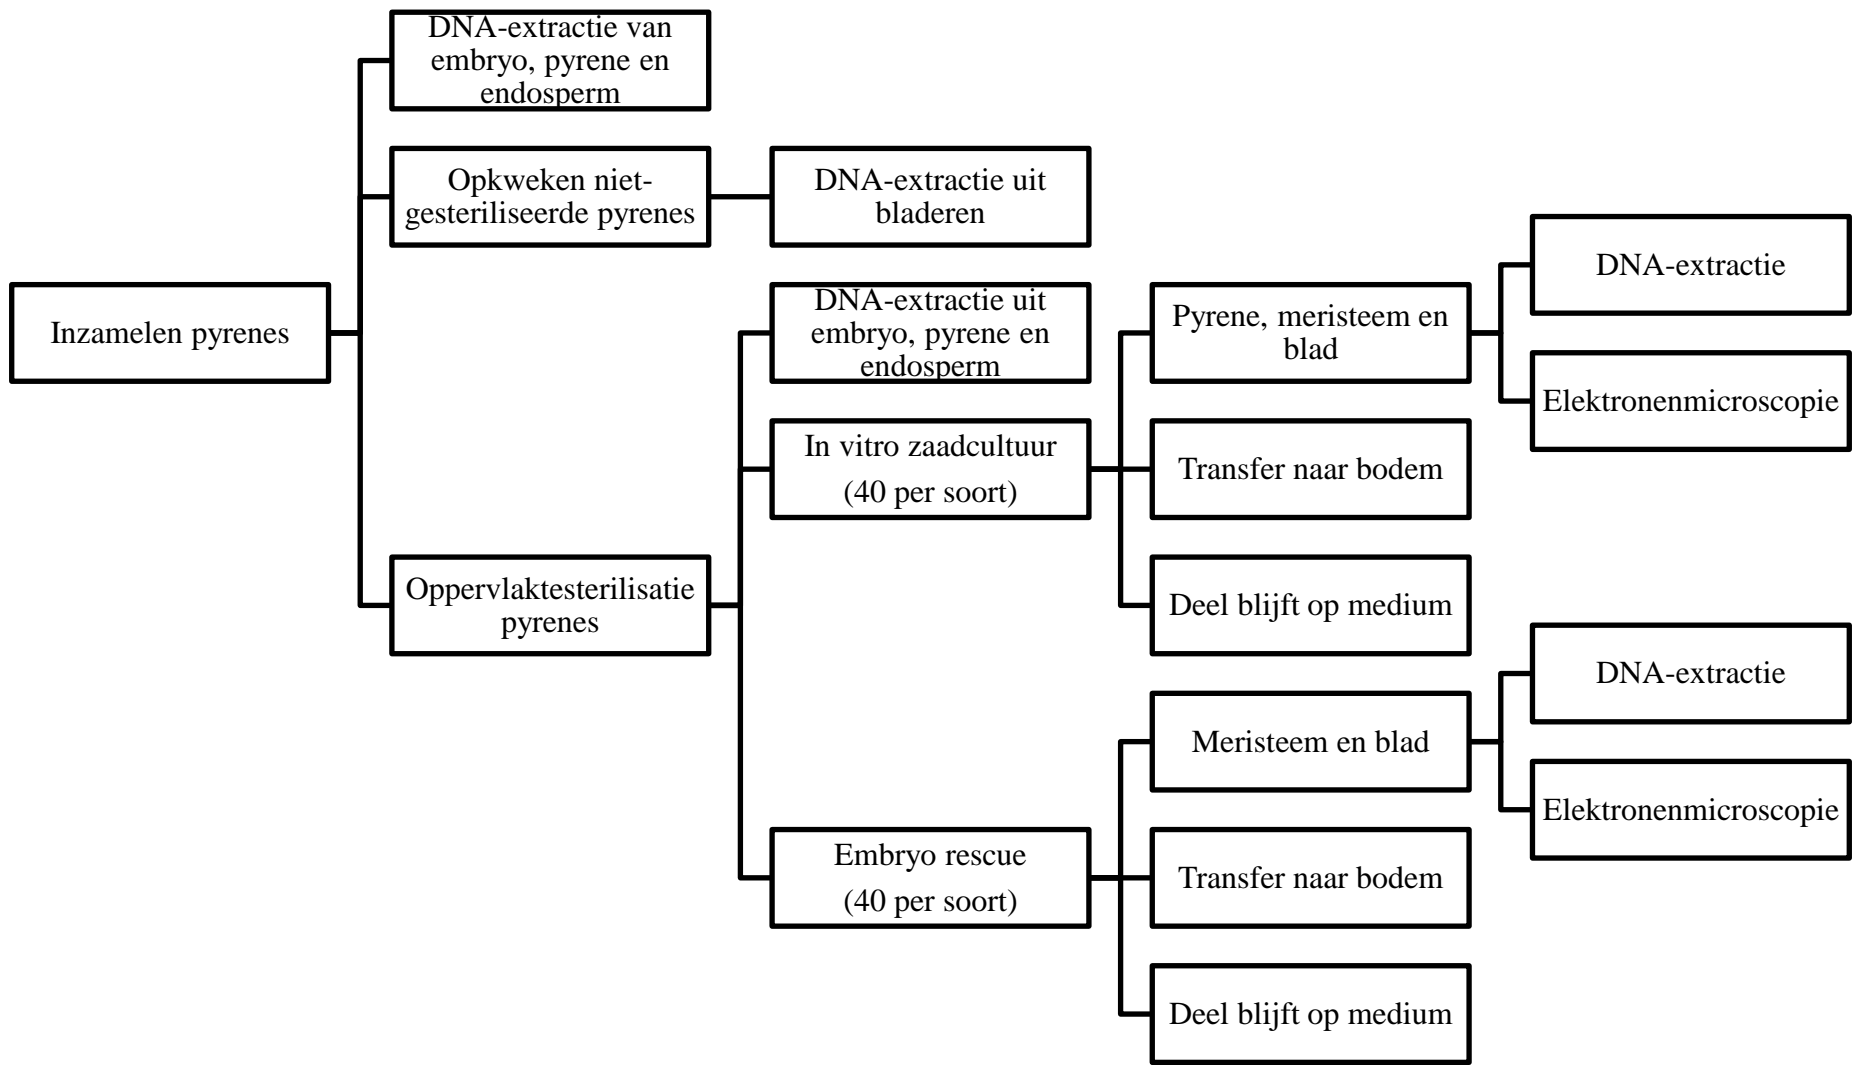 Inzamelen pyrenes
DNA-extractie van
embryo, pyrene en
endosperm
Opkweken niet-
gesteriliseerde pyrenes
DNA-extractie uit
bladeren
Oppervlaktesterilisatie
pyrenes
DNA-extractie uit
embryo, pyrene en
endosperm
In vitro zaadcultuur
(40 per soort)
Pyrene, meristeem en
blad
DNA-extractie
Elektronenmicroscopie
Transfer naar bodem
Deel blijft op medium
Embryo rescue
(40 per soort)
Meristeem en blad
DNA-extractie
Elektronenmicroscopie
Transfer naar bodem
Deel blijft op medium